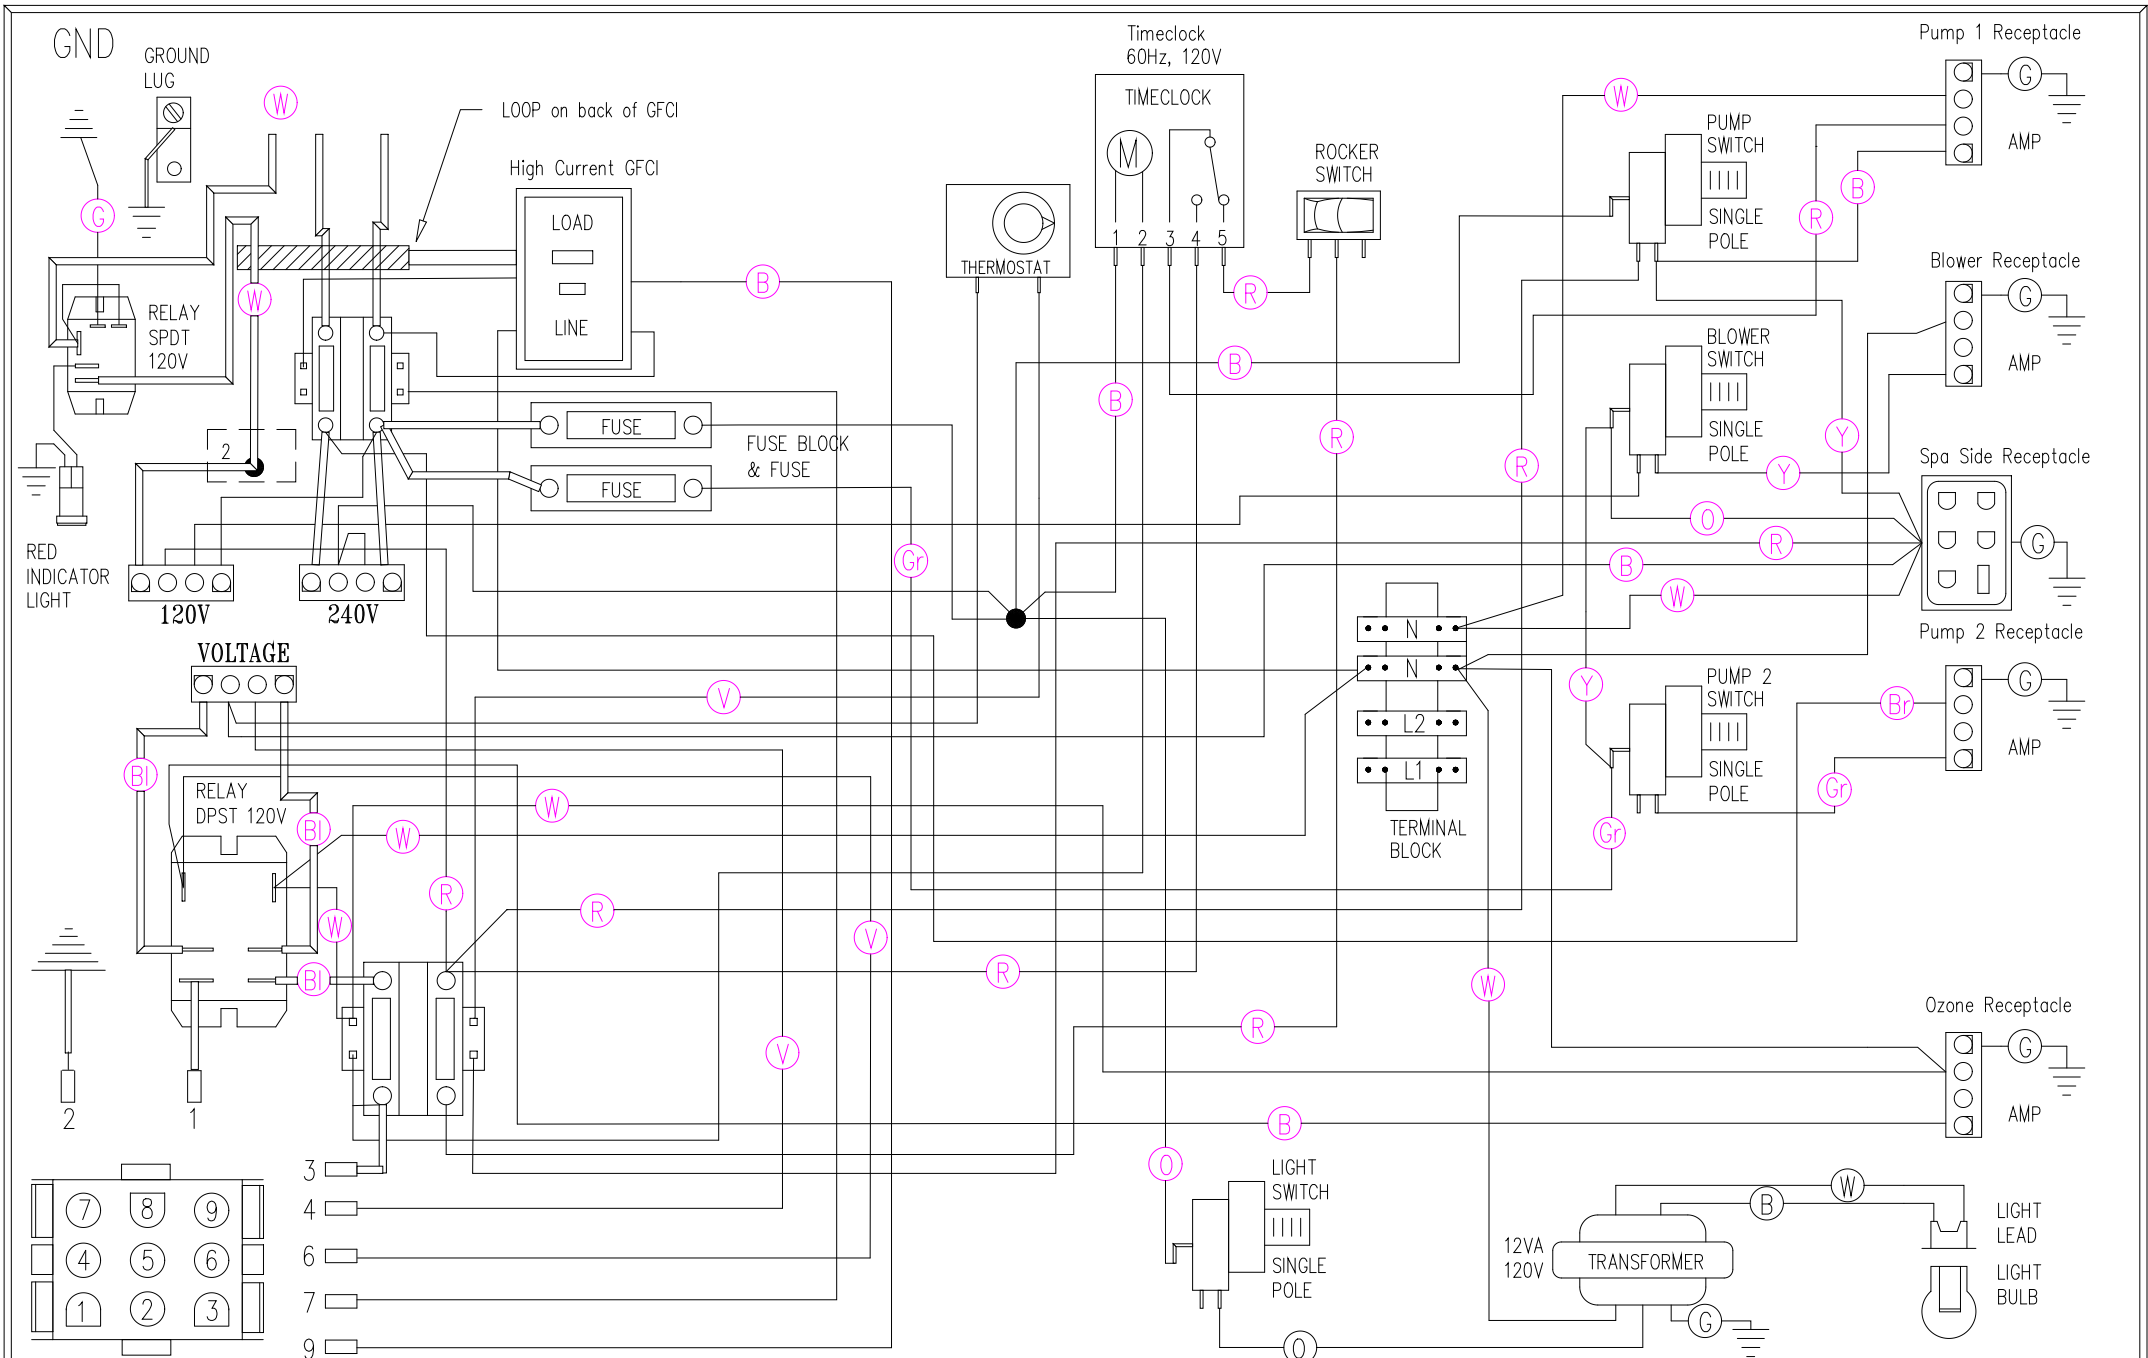 GND
GROUND
LUG
W
LOOP on back of GFCI
High Current GFCI
LOAD
LINE
G
W
RELAY
SPDT
120V
B
THERMOSTAT
Timeclock
60Hz, 120V
TIMECLOCK
M
1 2 3 4 5
R
ROCKER
SWITCH
B
B
R
W
PUMP
SWITCH
SINGLE
POLE
B
R
Pump 1 Receptacle
G
AMP
Blower Receptacle
G
AMP
BLOWER
SWITCH
SINGLE
POLE
Y
Y
R
O
R
B
W
Spa Side Receptacle
G
FUSE
FUSE
FUSE BLOCK
& FUSE
Gr
2
RED
INDICATOR
LIGHT
120V
240V
VOLTAGE
V
N
N
L2
L1
TERMINAL
BLOCK
Y
Pump 2 Receptacle
PUMP 2
SWITCH
SINGLE
POLE
Br
G
AMP
Gr
Gr
Bl
RELAY
DPST 120V
Bl
W
W
R
R
W
Bl
V
R
W
R
V
Ozone Receptacle
G
AMP
B
2
1
3
4
6
7
9
7 8 9
4 5 6
1 2 3
O
LIGHT
SWITCH
SINGLE
POLE
O
12VA
120V
TRANSFORMER
W
B
G
LIGHT
LEAD
LIGHT
BULB